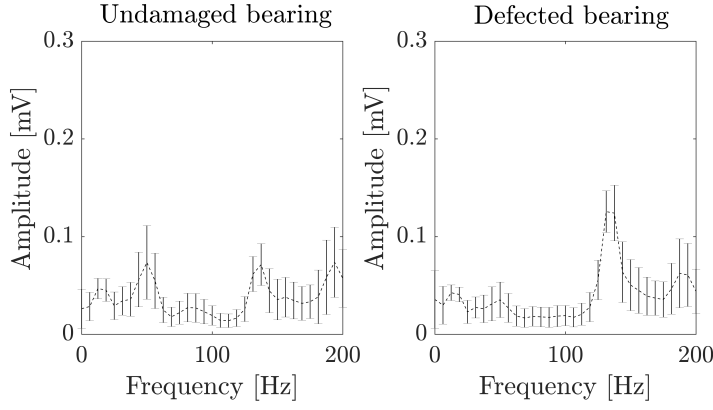 Undamaged bearing
0.3
0.2
0.1
0
Amplitude [mV]
0
100
200
Frequency [Hz]
Defected bearing
0.3
0.2
0.1
0
Amplitude [mV]
0
100
200
Frequency [Hz]